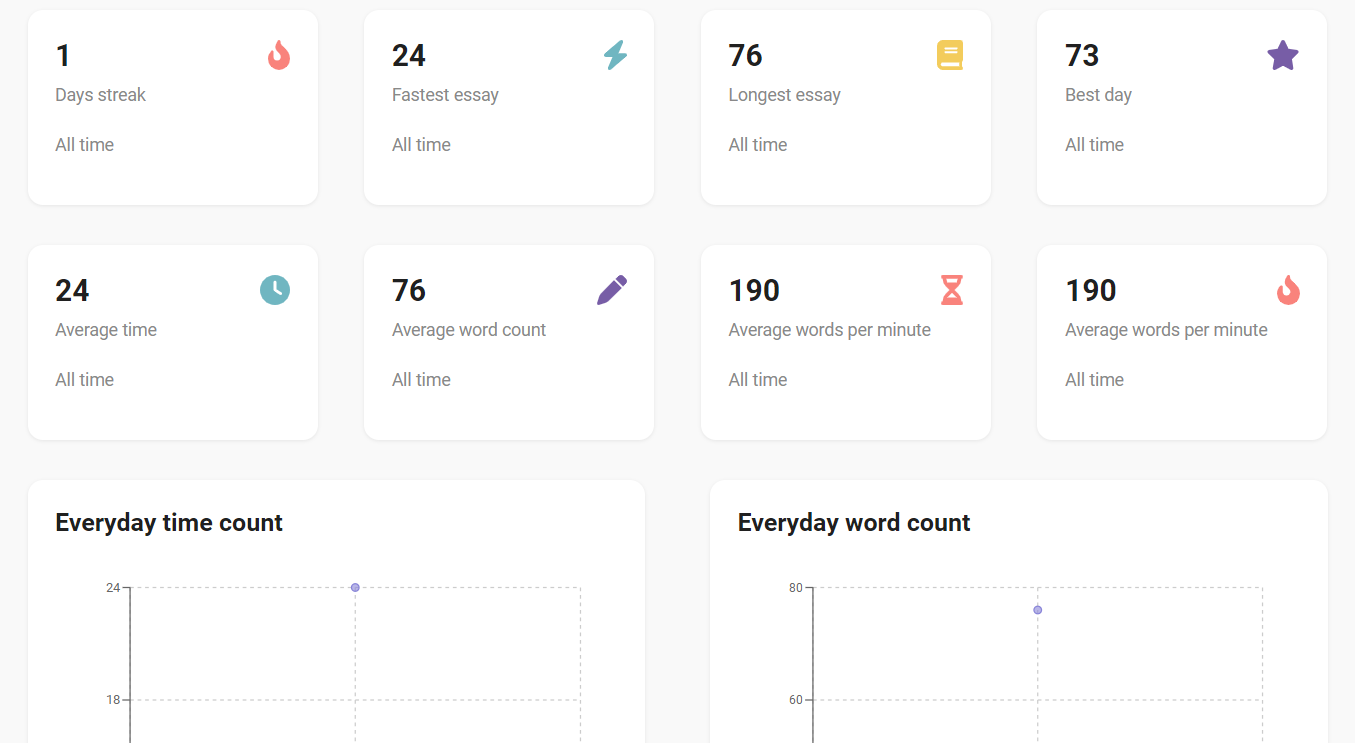 1
Days streak
All time
24
Fastest essay
All time
76
Longest essay
All time
73
Best day
All time
24
Average time
All time
76
Average word count
All time
190
Average words per minute
All time
190
Average words per minute
All time
Everyday time count
24
18
Everyday word count
80
60